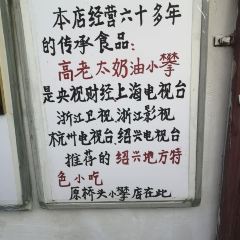 本店经营六十多年
的传承食品：
高老太奶油小攀
是央视财经、上海电视台
浙江卫视、浙江影视
杭州电视台、绍兴电视台
推荐的绍兴地方特
色小吃
原桥头小攀店在此